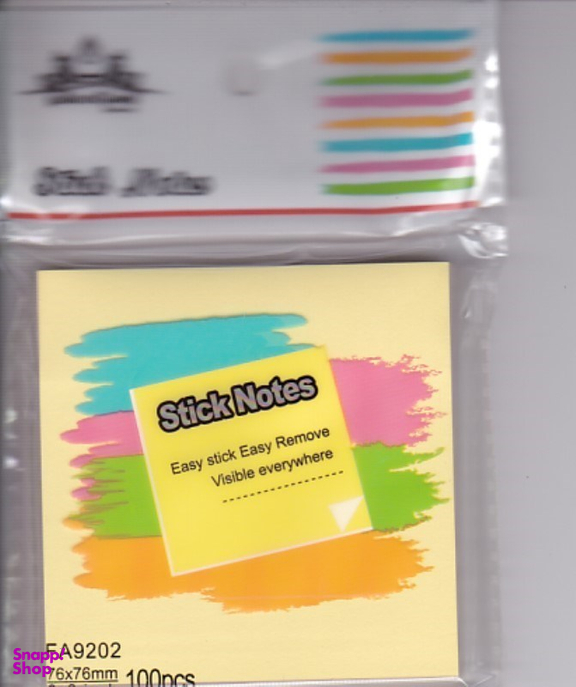 Stick Notes
Stick Notes
Easy stick Easy Remove
Visible everywhere
FA9202
76x76mm
100pcs
Snapp!
Shop